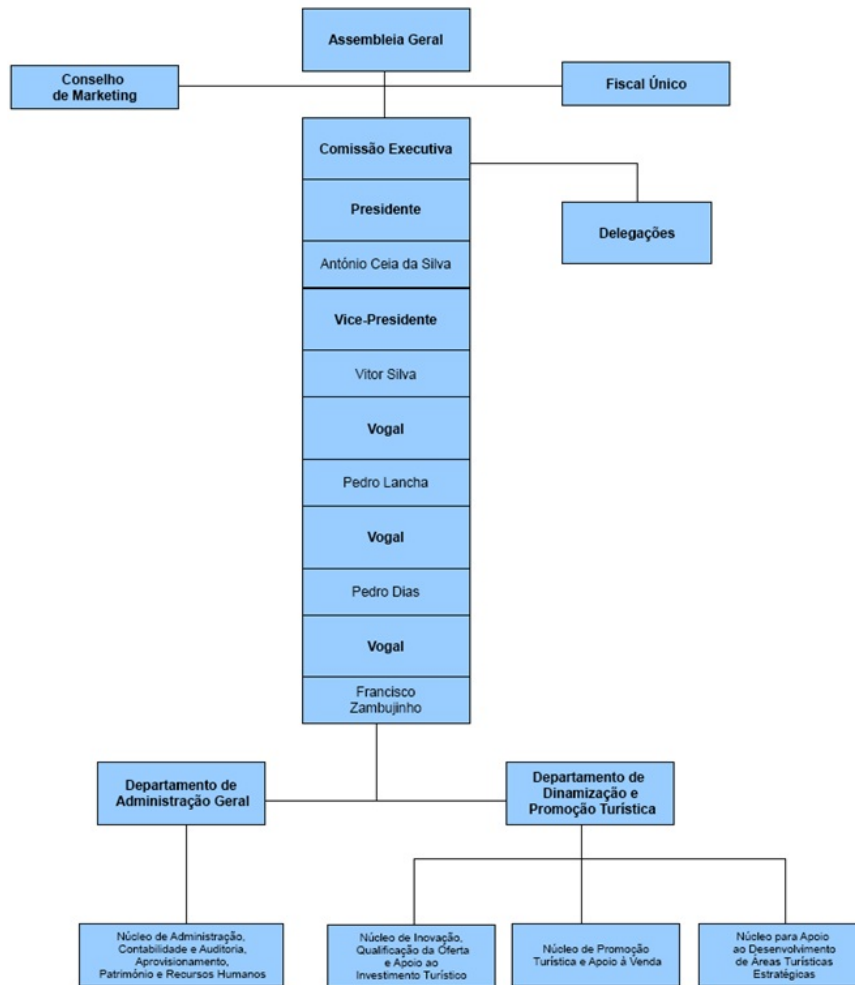 Assembleia Geral
Conselho
de Marketing
Fiscal Único
Comissão Executiva
Presidente
António Ceia da Silva
Delegações
Vice-Presidente
Vitor Silva
Vogal
Pedro Lancha
Vogal
Pedro Dias
Vogal
Francisco
Zambujinho
Departamento de
Administração Geral
Departamento de
Dinamização e
Promoção Turística
Núcleo de Administração,
Contabilidade e Auditoria,
Aprovisionamento,
Património e Recursos Humanos
Núcleo de Inovação,
Qualificação da Oferta
e Apoio ao
Investimento Turístico
Núcleo de Promoção
Turística e Apoio à Venda
Núcleo para Apoio
ao Desenvolvimento
de Áreas Turísticas
Estratégicas